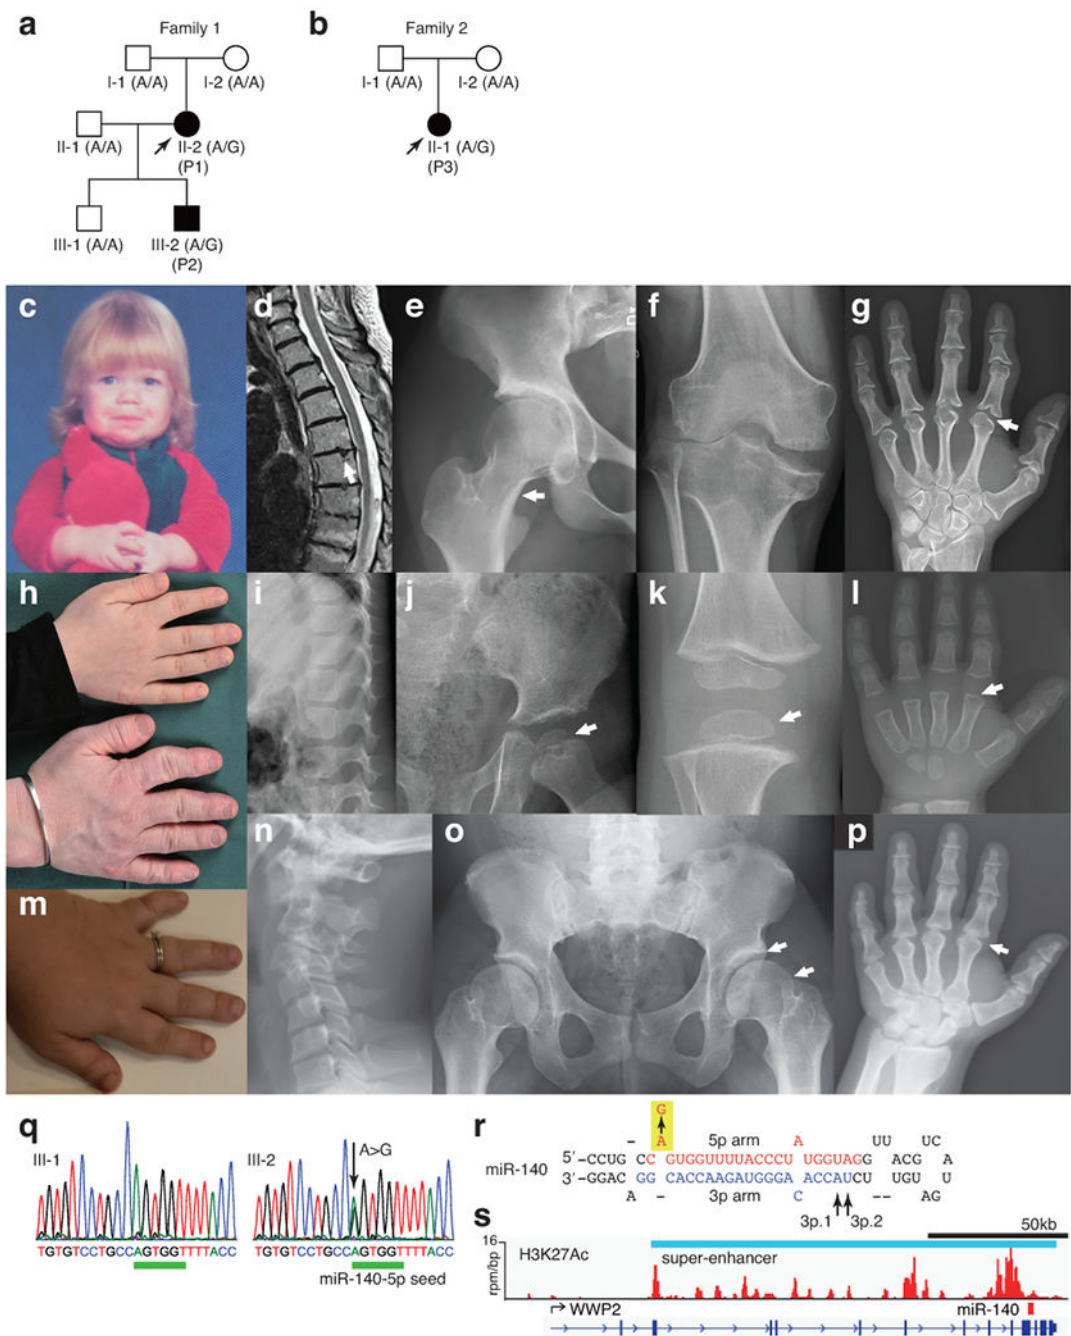 a
Family 1
I-1 (A/A)
I-2 (A/A)
II-1 (A/A)
II-2 (A/G)
(P1)
III-1 (A/A)
III-2 (A/G)
(P2)
b
Family 2
I-1 (A/A)
I-2 (A/A)
II-1 (A/G)
(P3)
c
d
e
f
g
h
i
j
k
l
m
n
o
p
q
III-1
III-2
A>G
TGTGTCCTGCCAGTGGTTTTACC
TGTGTCCTGCCAGTGGTTTTACC
miR-140-5p seed
r
G
– A 5p arm A UU UC
5′–CCUG CC GUGGUUUUACCCU UGGUAGG ACG A
miR-140
3′–GGAC GG CACCAAGAUGGGA ACCAUCU UGU U
A – 3p arm C -- AG
3p.1
3p.2
s
50kb
16
rpm/bp
H3K27Ac
super-enhancer
WWP2
miR-140